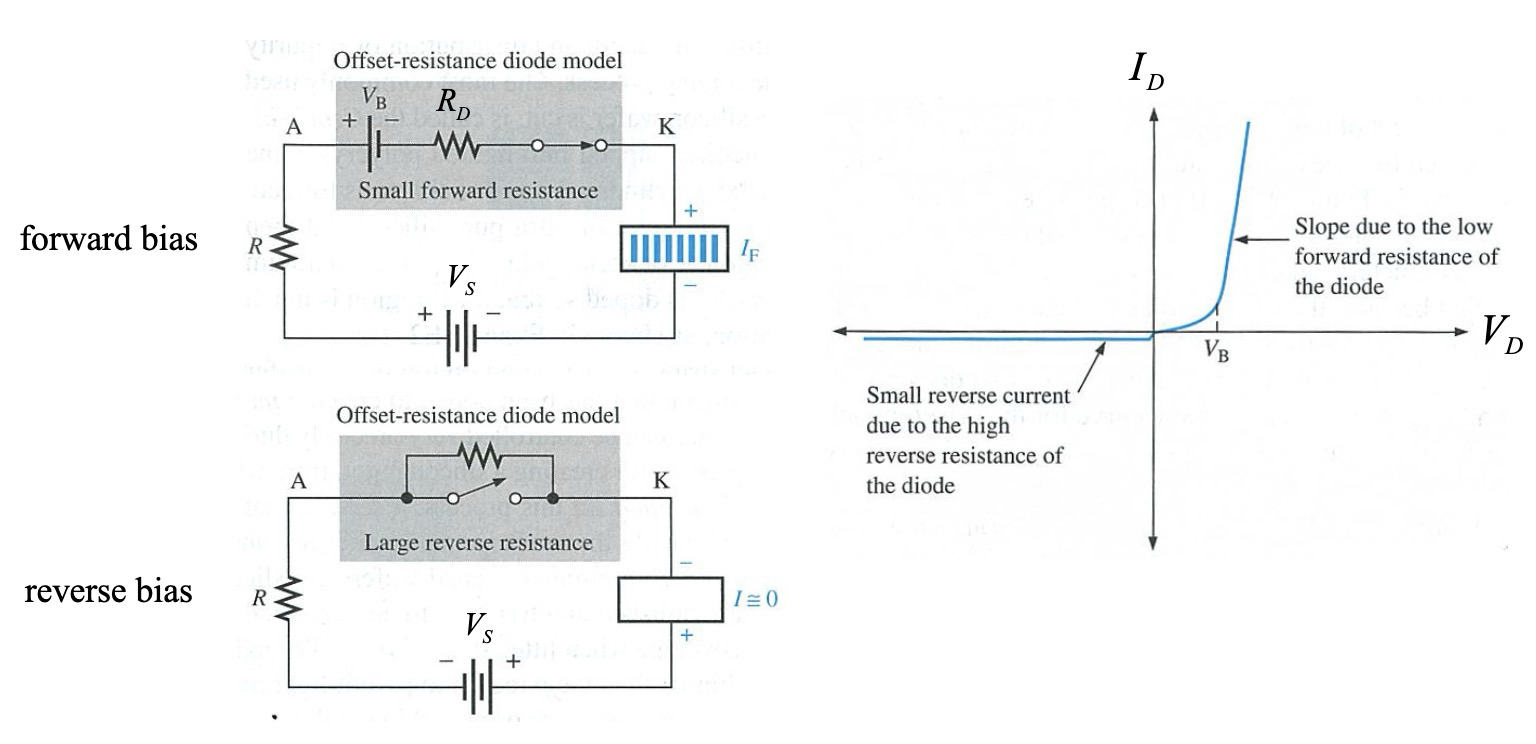 Offset-resistance diode model
V_B
R_D
+
A
K
Small forward resistance
forward bias
R
+
I_F
−
V_S
+
−
Offset-resistance diode model
A
K
Large reverse resistance
reverse bias
R
−
I ≅ 0
+
V_S
−
+
I_D
Slope due to the low
forward resistance of
the diode
V_D
V_B
Small reverse current
due to the high
reverse resistance of
the diode